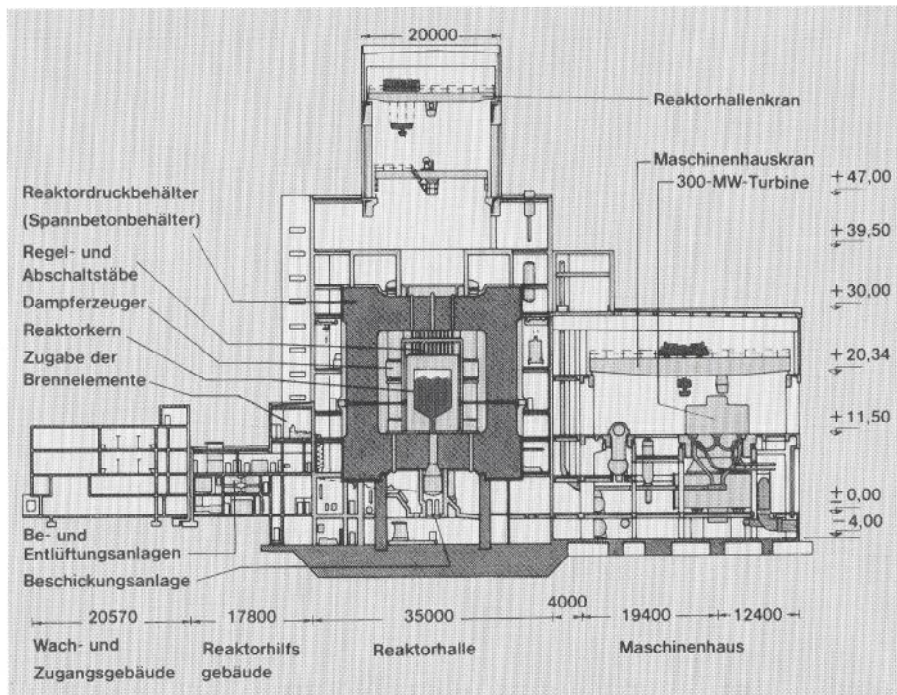 20000
Reaktorhallenkran
Maschinenhauskran
300-MW-Turbine
+47,00
+39,50
+30,00
+20,34
+11,50
+0,00
-4,00
Reaktordruckbehälter
(Spannbetonbehälter)
Regel- und
Abschaltstäbe
Dampferzeuger
Reaktorkern
Zugabe der
Brennelemente
Be- und
Entlüftungsanlagen
Beschickungsanlage
20570
17800
35000
4000
19400
12400
Wach- und
Zugangsgebäude
Reaktorhilfs
gebäude
Reaktorhalle
Maschinenhaus